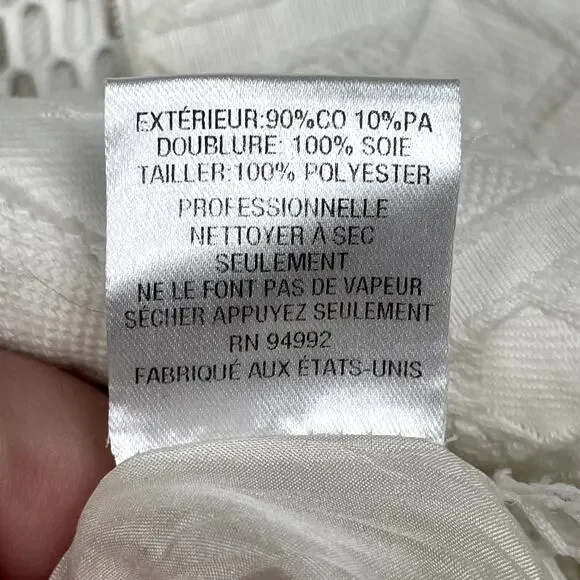 EXTÉRIEUR:90%CO 10%PA
DOUBLURE: 100% SOIE
TAILLER:100% POLYESTER
PROFESSIONNELLE
NETTOYER À SEC
SEULEMENT
NE LE FONT PAS DE VAPEUR
SÉCHER APPUYEZ SEULEMENT
RN 94992
FABRIQUÉ AUX ÉTATS-UNIS